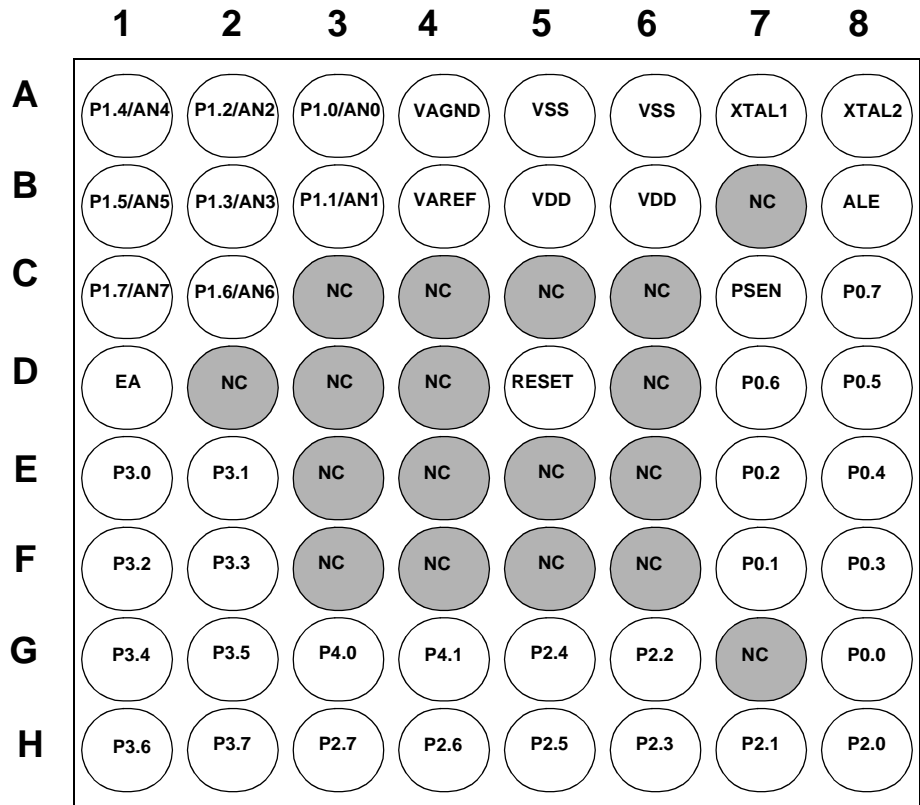 1 2 3 4 5 6 7 8
A P1.4/AN4 P1.2/AN2 P1.0/AN0 VAGND VSS VSS XTAL1 XTAL2
B P1.5/AN5 P1.3/AN3 P1.1/AN1 VAREF VDD VDD NC ALE
C P1.7/AN7 P1.6/AN6 NC NC NC NC PSEN P0.7
D EA NC NC NC RESET NC P0.6 P0.5
E P3.0 P3.1 NC NC NC NC P0.2 P0.4
F P3.2 P3.3 NC NC NC NC P0.1 P0.3
G P3.4 P3.5 P4.0 P4.1 P2.4 P2.2 NC P0.0
H P3.6 P3.7 P2.7 P2.6 P2.5 P2.3 P2.1 P2.0